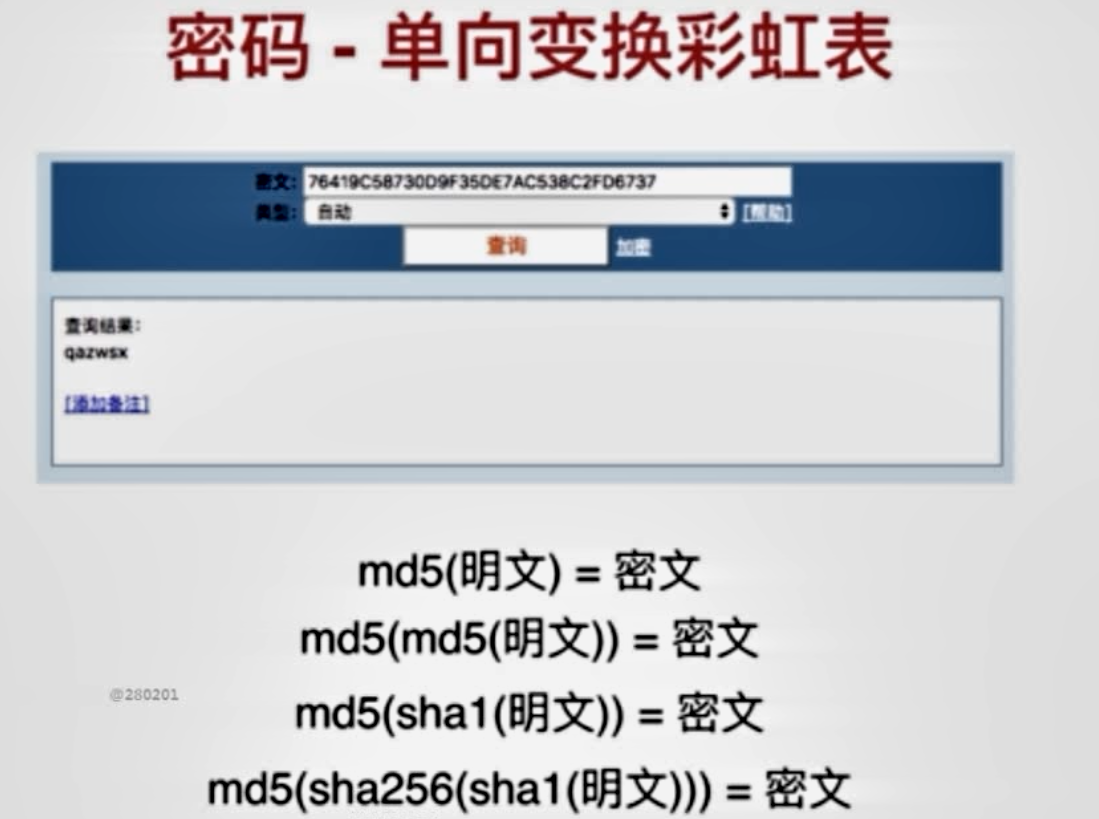 密码 - 单向变换彩虹表
密文: 76419C58730D9F35DE7AC538C2FD6737
类型: 自动 [帮助]
查询 加密
查询结果:
qazwsx
[添加备注]
md5(明文) = 密文
md5(md5(明文)) = 密文
@280201
md5(sha1(明文)) = 密文
md5(sha256(sha1(明文))) = 密文